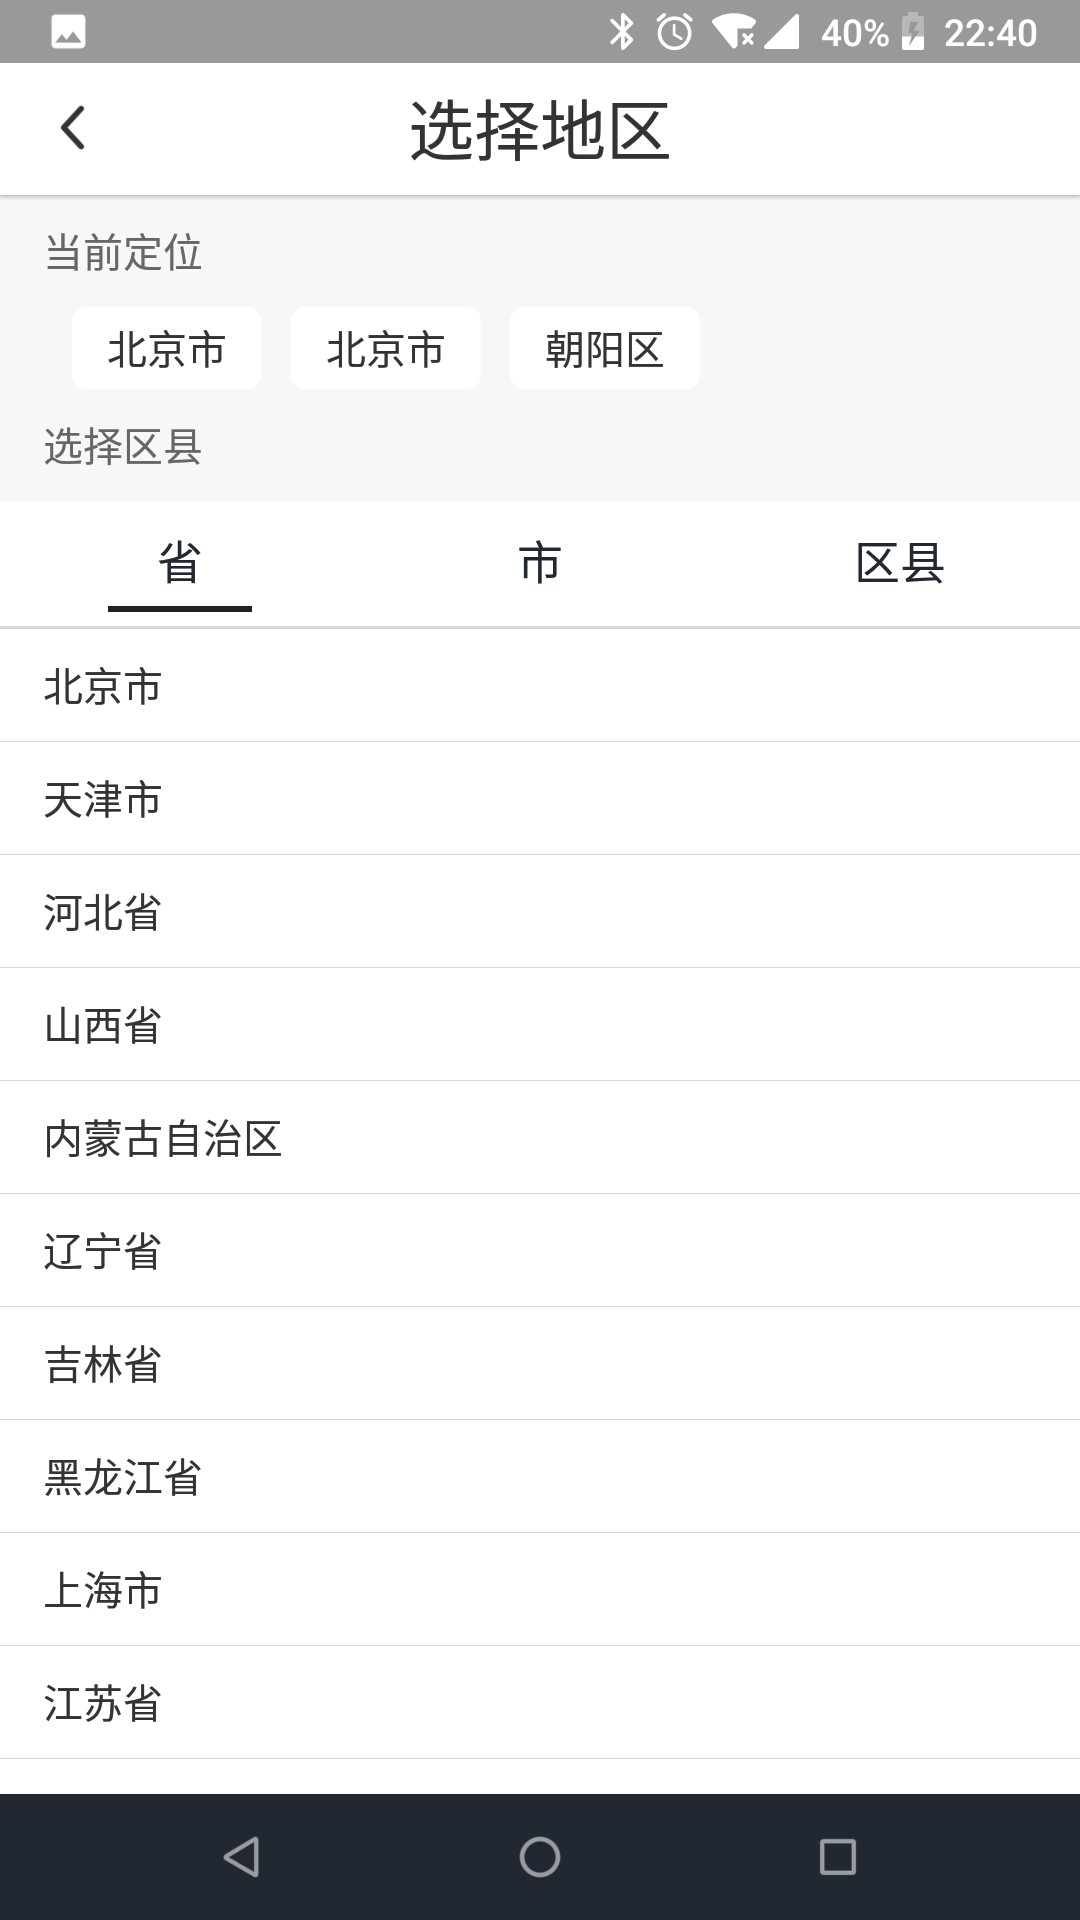 40% 22:40
选择地区
当前定位
北京市 北京市 朝阳区
选择区县
省 市 区县
北京市
天津市
河北省
山西省
内蒙古自治区
辽宁省
吉林省
黑龙江省
上海市
江苏省